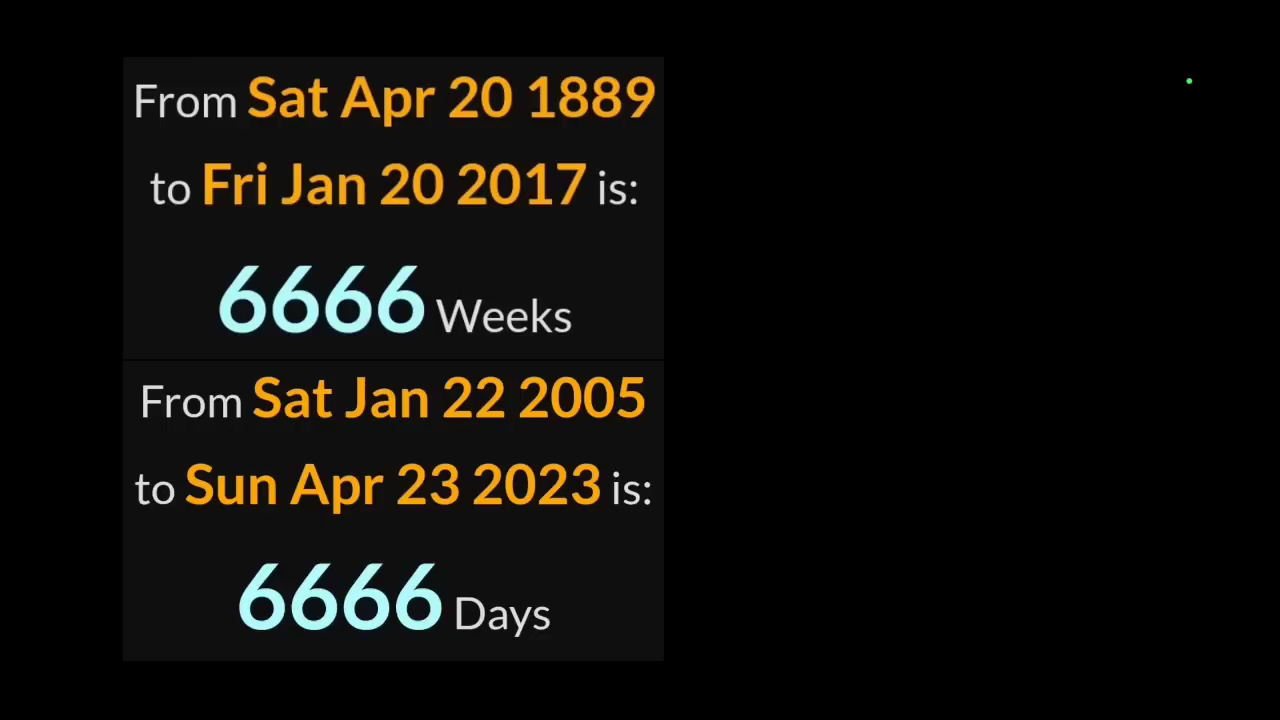 From Sat Apr 20 1889
to Fri Jan 20 2017 is:
6666 Weeks
From Sat Jan 22 2005
to Sun Apr 23 2023 is:
6666 Days